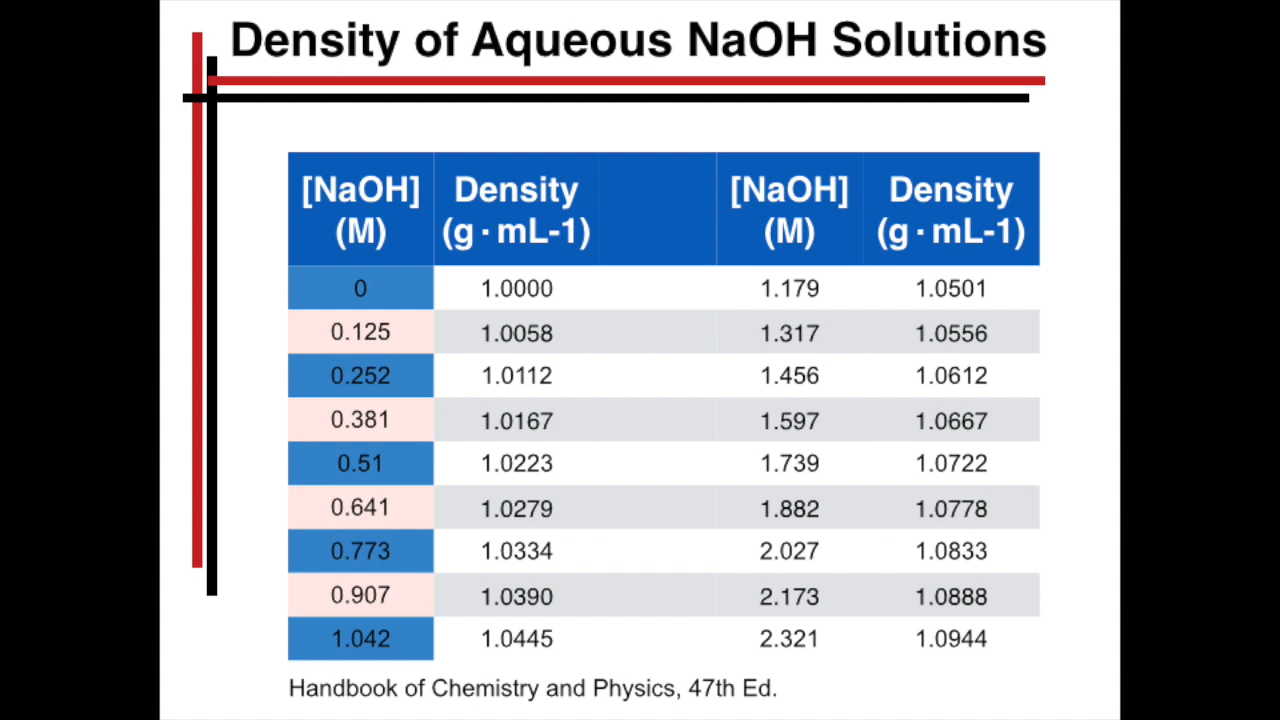 Density of Aqueous NaOH Solutions
[NaOH] (M) Density (g · mL-1) [NaOH] (M) Density (g · mL-1)
0 1.0000 1.179 1.0501
0.125 1.0058 1.317 1.0556
0.252 1.0112 1.456 1.0612
0.381 1.0167 1.597 1.0667
0.51 1.0223 1.739 1.0722
0.641 1.0279 1.882 1.0778
0.773 1.0334 2.027 1.0833
0.907 1.0390 2.173 1.0888
1.042 1.0445 2.321 1.0944
Handbook of Chemistry and Physics, 47th Ed.